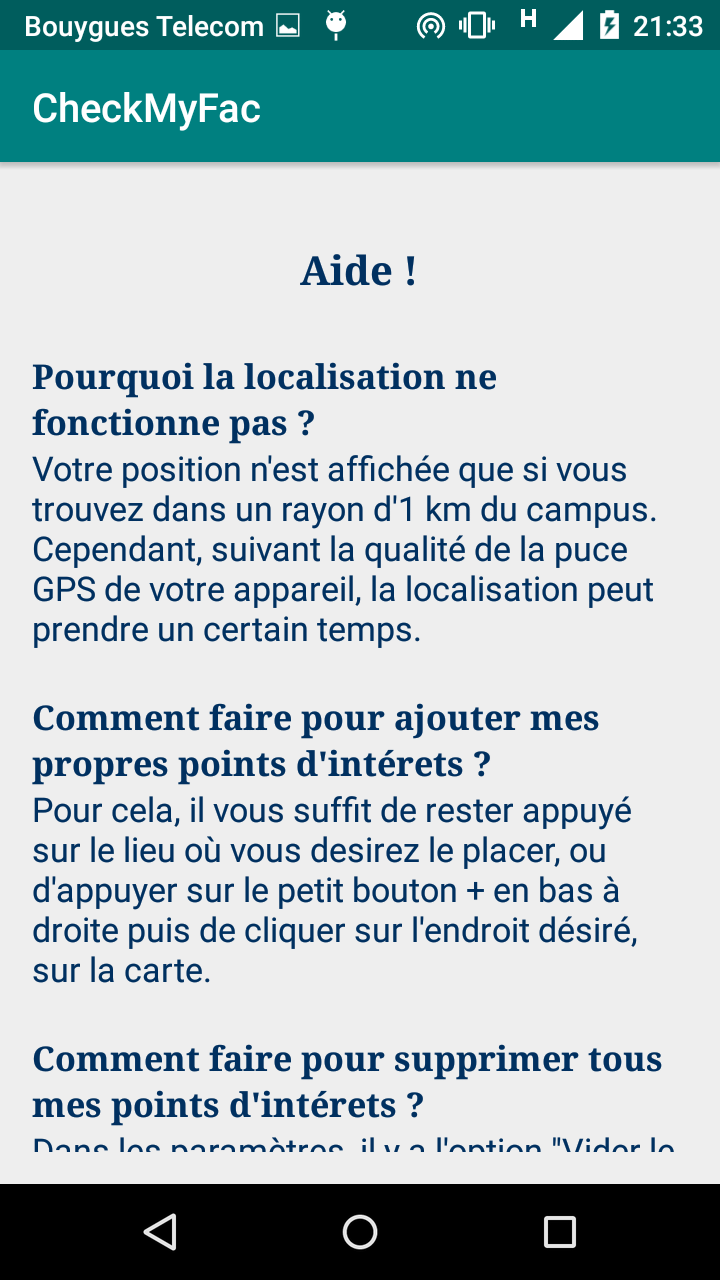 Bouygues Telecom H 21:33
CheckMyFac
Aide !
Pourquoi la localisation ne
fonctionne pas ?
Votre position n'est affichée que si vous
trouvez dans un rayon d'1 km du campus.
Cependant, suivant la qualité de la puce
GPS de votre appareil, la localisation peut
prendre un certain temps.
Comment faire pour ajouter mes
propres points d'intérets ?
Pour cela, il vous suffit de rester appuyé
sur le lieu où vous desirez le placer, ou
d'appuyer sur le petit bouton + en bas à
droite puis de cliquer sur l'endroit désiré,
sur la carte.
Comment faire pour supprimer tous
mes points d'intérets ?
Dans les paramètres, il y a l'option "Vider le